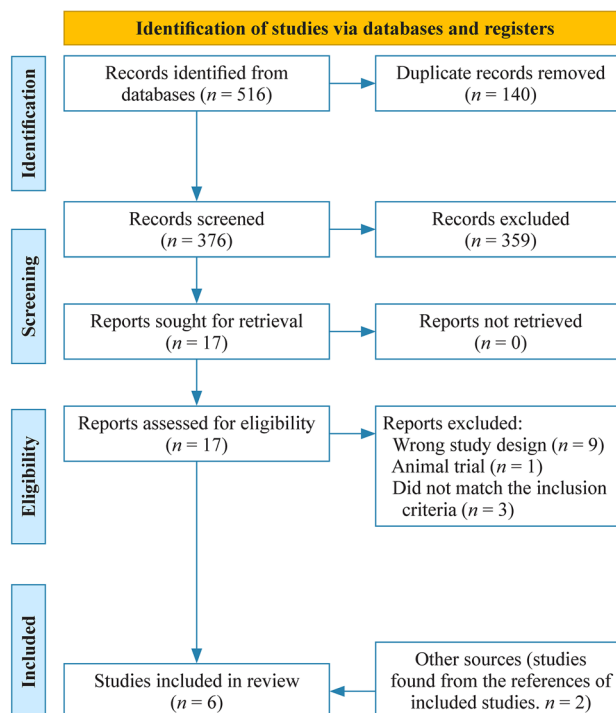 Identification of studies via databases and registers
Identification
Records identified from
databases (n = 516)
Duplicate records removed
(n = 140)
Screening
Records screened
(n = 376)
Records excluded
(n = 359)
Reports sought for retrieval
(n = 17)
Reports not retrieved
(n = 0)
Eligibility
Reports assessed for eligibility
(n = 17)
Reports excluded:
Wrong study design (n = 9)
Animal trial (n = 1)
Did not match the inclusion
criteria (n = 3)
Included
Studies included in review
(n = 6)
Other sources (studies
found from the references of
included studies. n = 2)